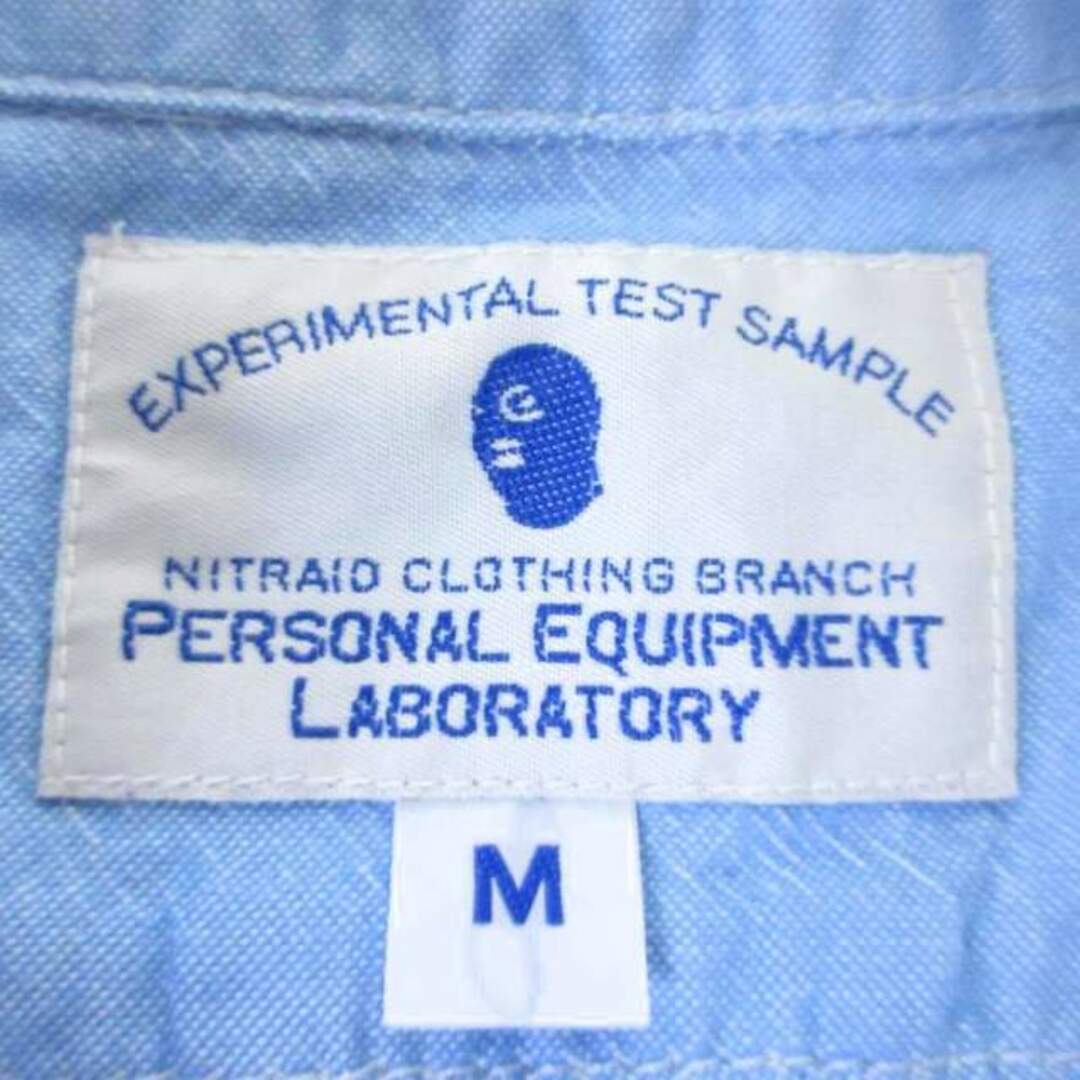 EXPERIMENTAL TEST SAMPLE
NITRAID CLOTHING BRANCH
PERSONAL EQUIPMENT
LABORATORY
M